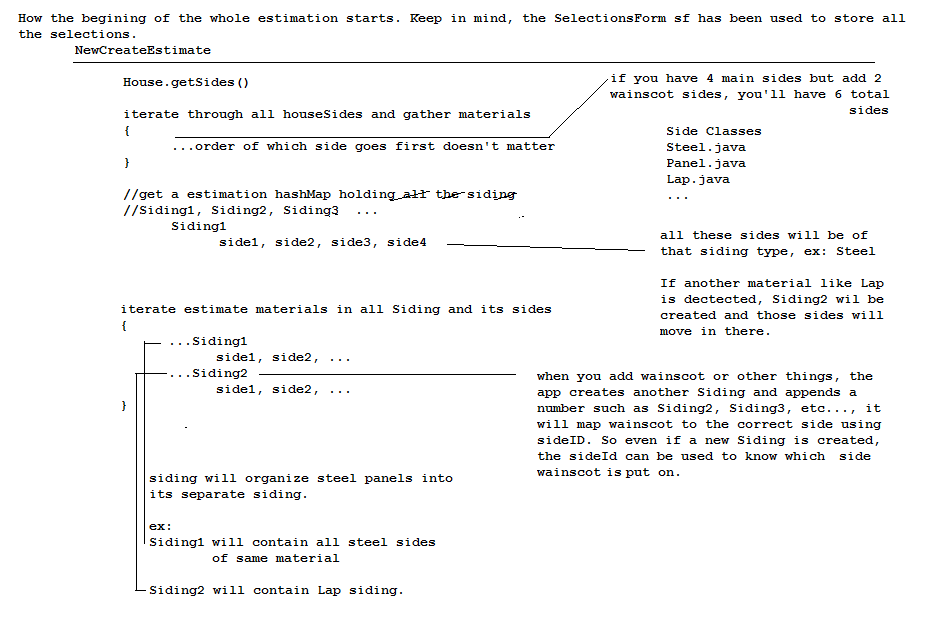 How the begining of the whole estimation starts. Keep in mind, the SelectionsForm sf has been used to store all
the selections.
NewCreateEstimate
House.getSides()
iterate through all houseSides and gather materials
{
...order of which side goes first doesn't matter
}
if you have 4 main sides but add 2
wainscot sides, you'll have 6 total
sides
Side Classes
Steel.java
Panel.java
Lap.java
...
//get a estimation hashMap holding all the siding
//Siding1, Siding2, Siding3 ...
Siding1
side1, side2, side3, side4
all these sides will be of
that siding type, ex: Steel
If another material like Lap
is dectected, Siding2 wil be
created and those sides will
move in there.
iterate estimate materials in all Siding and its sides
{
...Siding1
side1, side2, ...
...Siding2
side1, side2, ...
}
when you add wainscot or other things, the
app creates another Siding and appends a
number such as Siding2, Siding3, etc..., it
will map wainscot to the correct side using
sideID. So even if a new Siding is created,
the sideId can be used to know which side
wainscot is put on.
siding will organize steel panels into
its separate siding.
ex:
Siding1 will contain all steel sides
of same material
Siding2 will contain Lap siding.